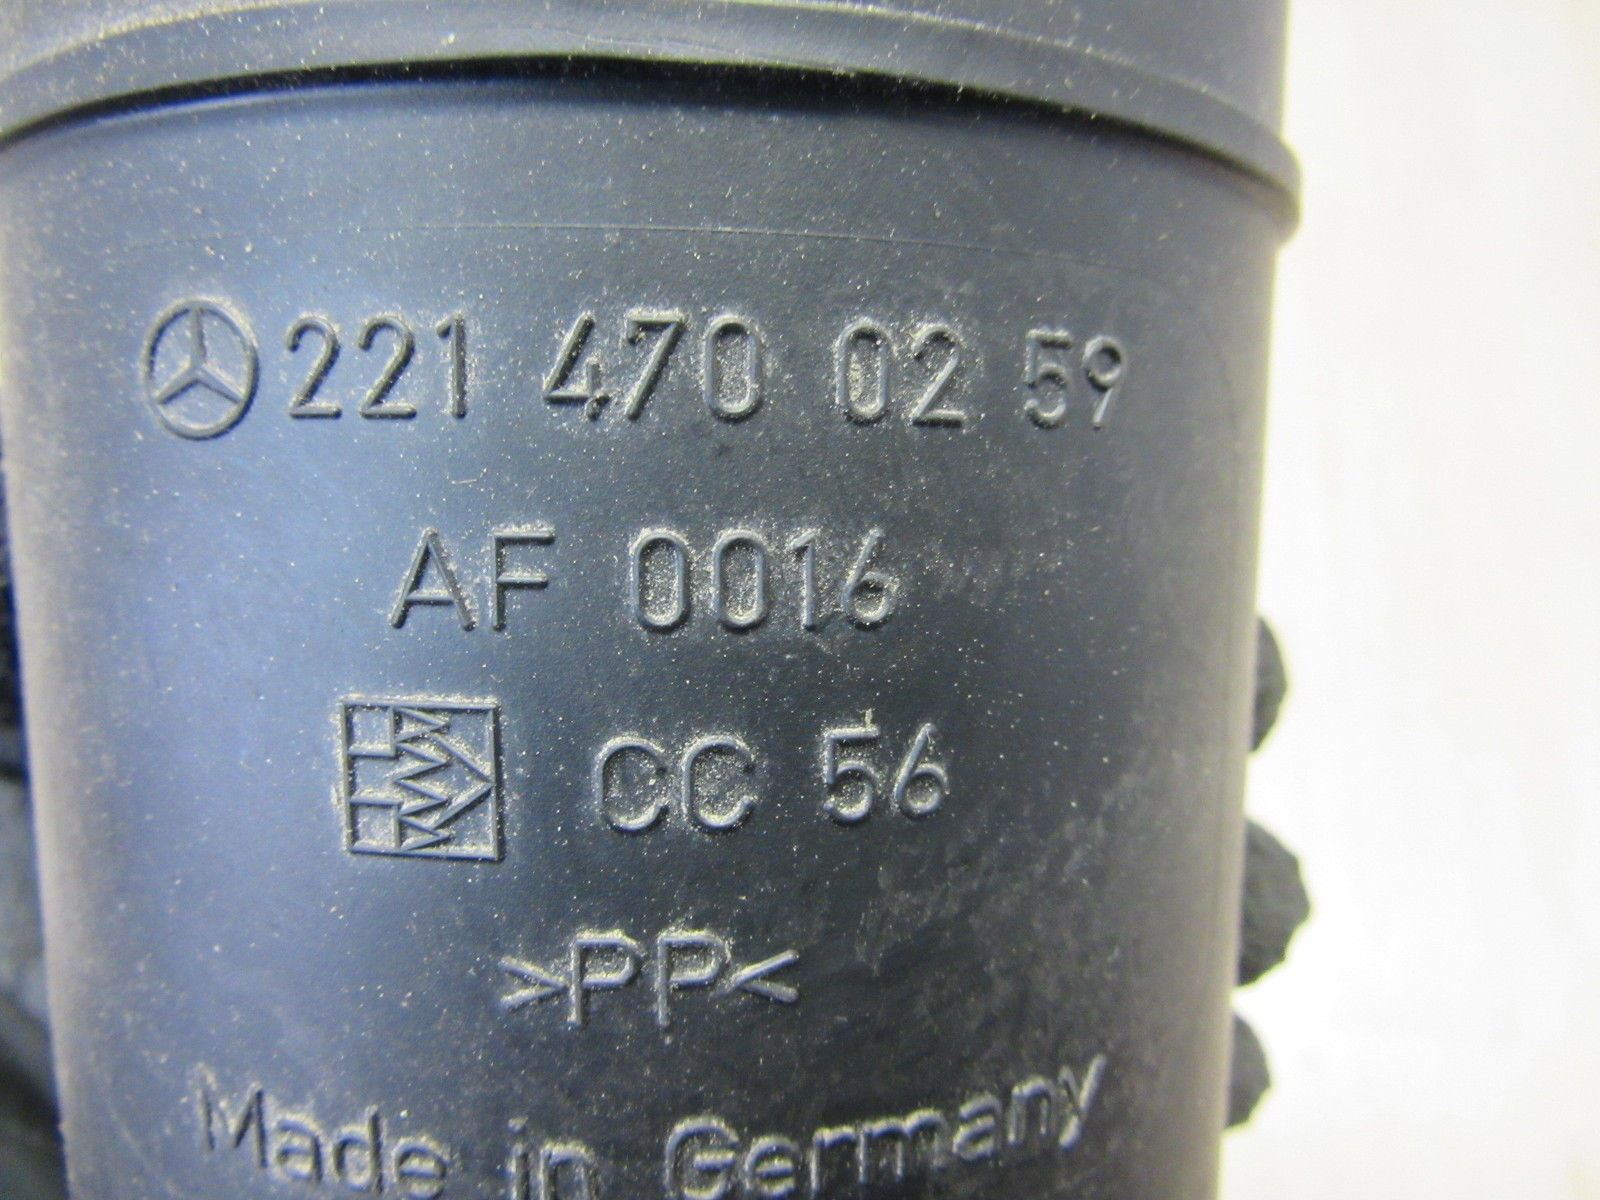 221 470 02 59
AF 0016
CC 56
>PP<
Made in Germany